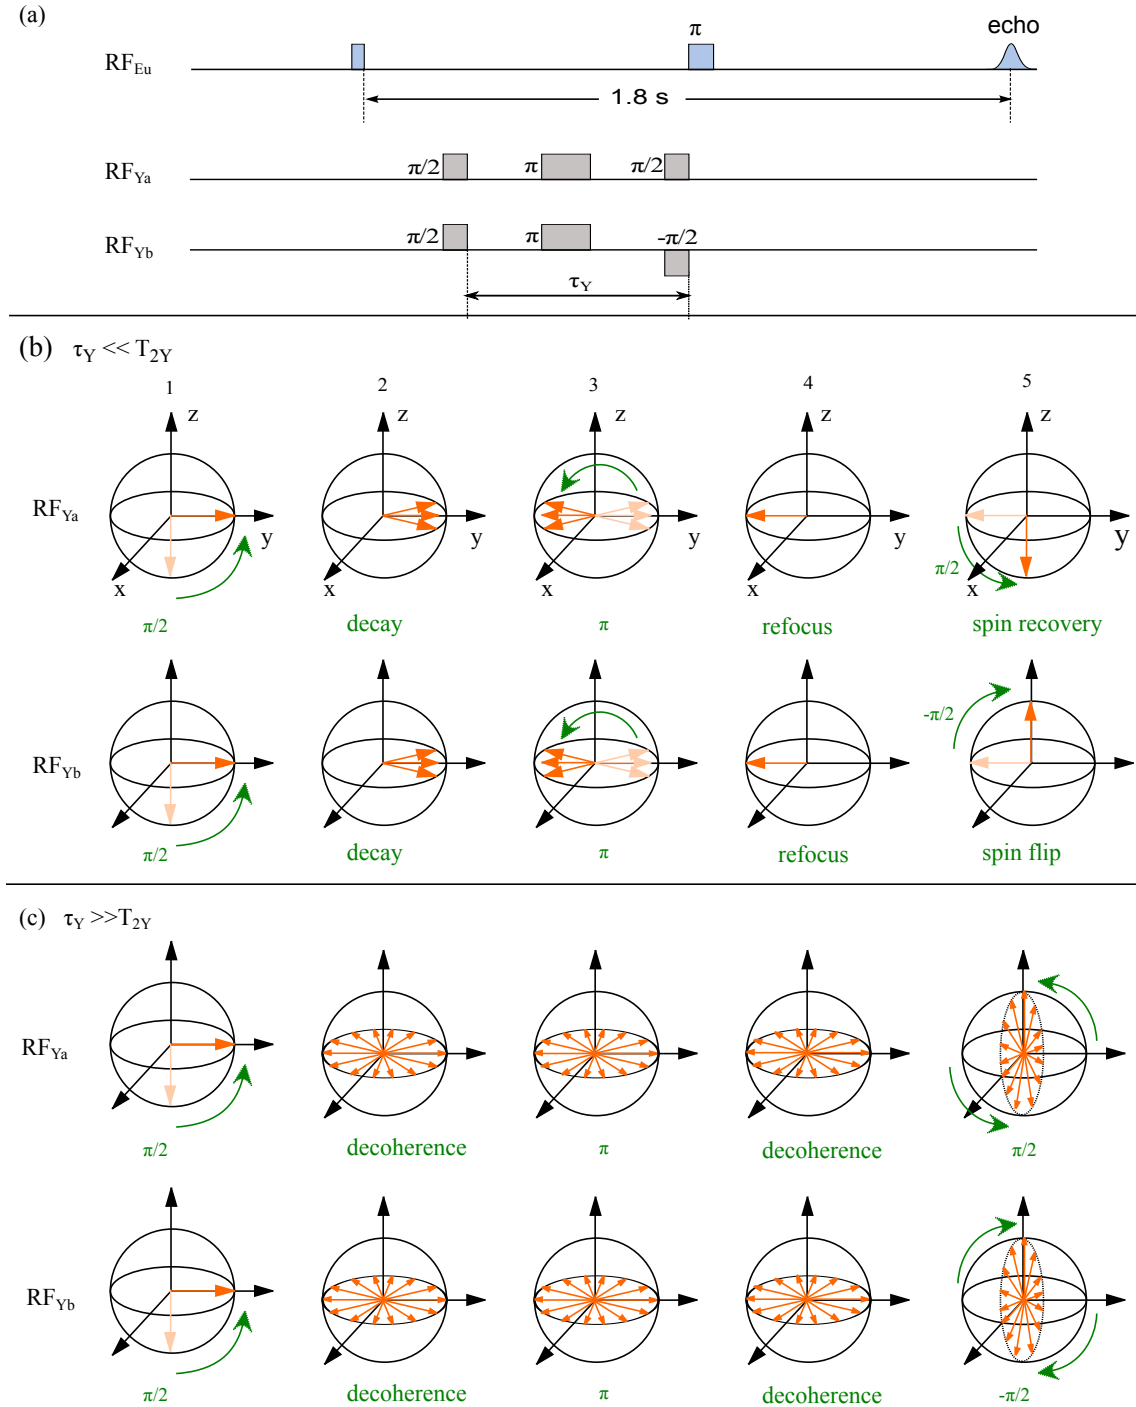 (a)
π echo
RF_Eu
1.8 s
π/2 π π/2
RF_Ya
π/2 π -π/2
RF_Yb
τ_Y
(b) τ_Y << T_2Y
1 2 3 4 5
z z z z z
RF_Ya
y y y y y
x x x x π/2 x
π/2 decay π refocus spin recovery
-π/2
RF_Yb
π/2 decay π refocus spin flip
(c) τ_Y >>T_2Y
RF_Ya
π/2 decoherence π decoherence π/2
RF_Yb
π/2 decoherence π decoherence -π/2